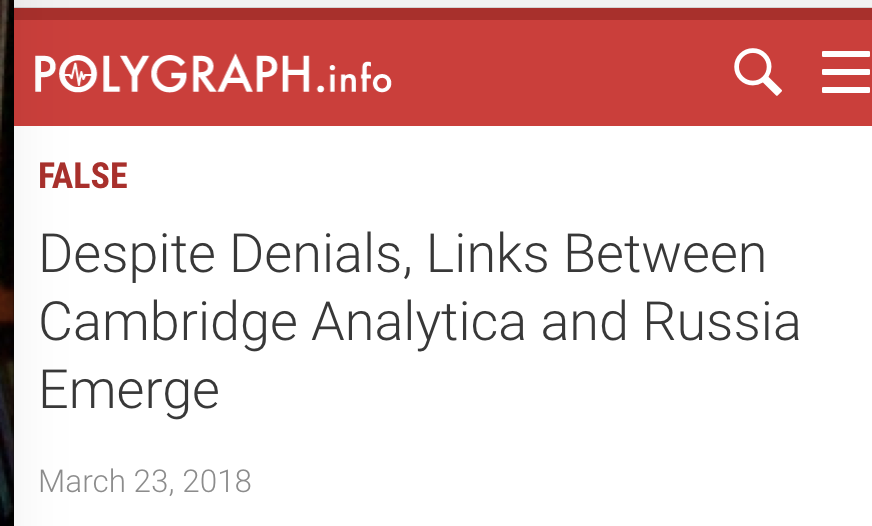 POLYGRAPH.info
FALSE
Despite Denials, Links Between
Cambridge Analytica and Russia
Emerge
March 23, 2018